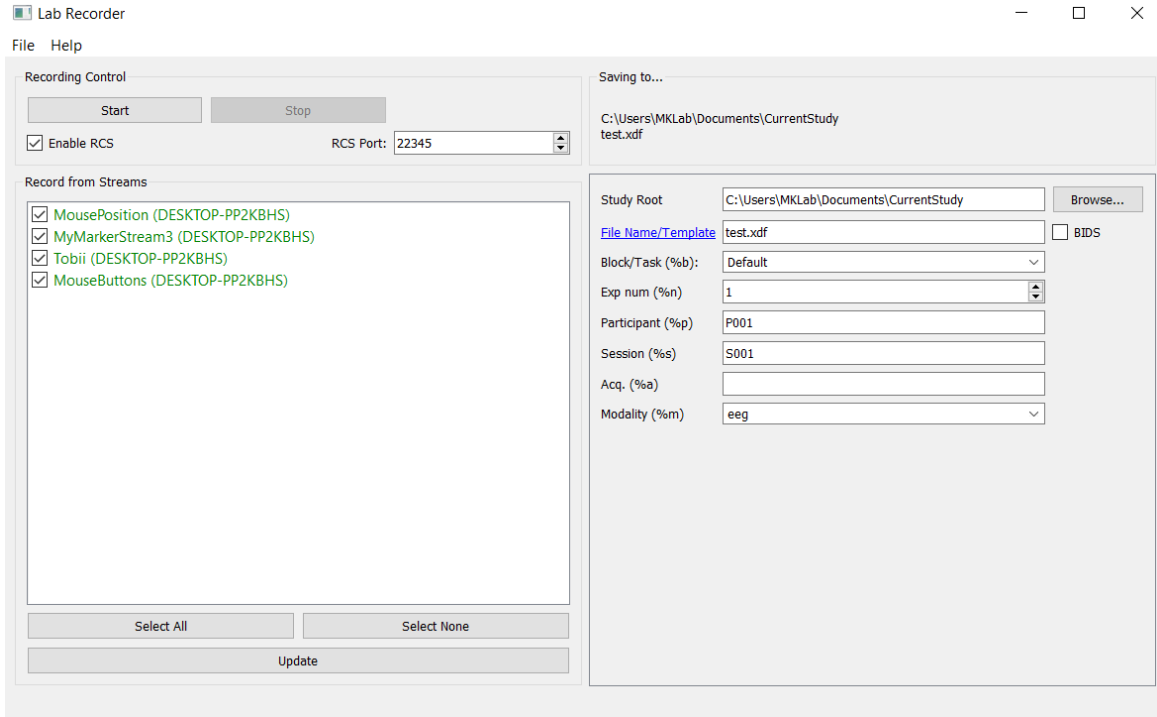 Lab Recorder
File Help
Recording Control
Start Stop
Enable RCS RCS Port: 22345
Record from Streams
MousePosition (DESKTOP-PP2KBHS)
MyMarkerStream3 (DESKTOP-PP2KBHS)
Tobii (DESKTOP-PP2KBHS)
MouseButtons (DESKTOP-PP2KBHS)
Select All Select None
Update
Saving to...
C:\Users\MKLab\Documents\CurrentStudy
test.xdf
Study Root C:\Users\MKLab\Documents\CurrentStudy Browse...
File Name/Template test.xdf BIDS
Block/Task (%b): Default
Exp num (%n) 1
Participant (%p) P001
Session (%s) S001
Acq. (%a)
Modality (%m) eeg